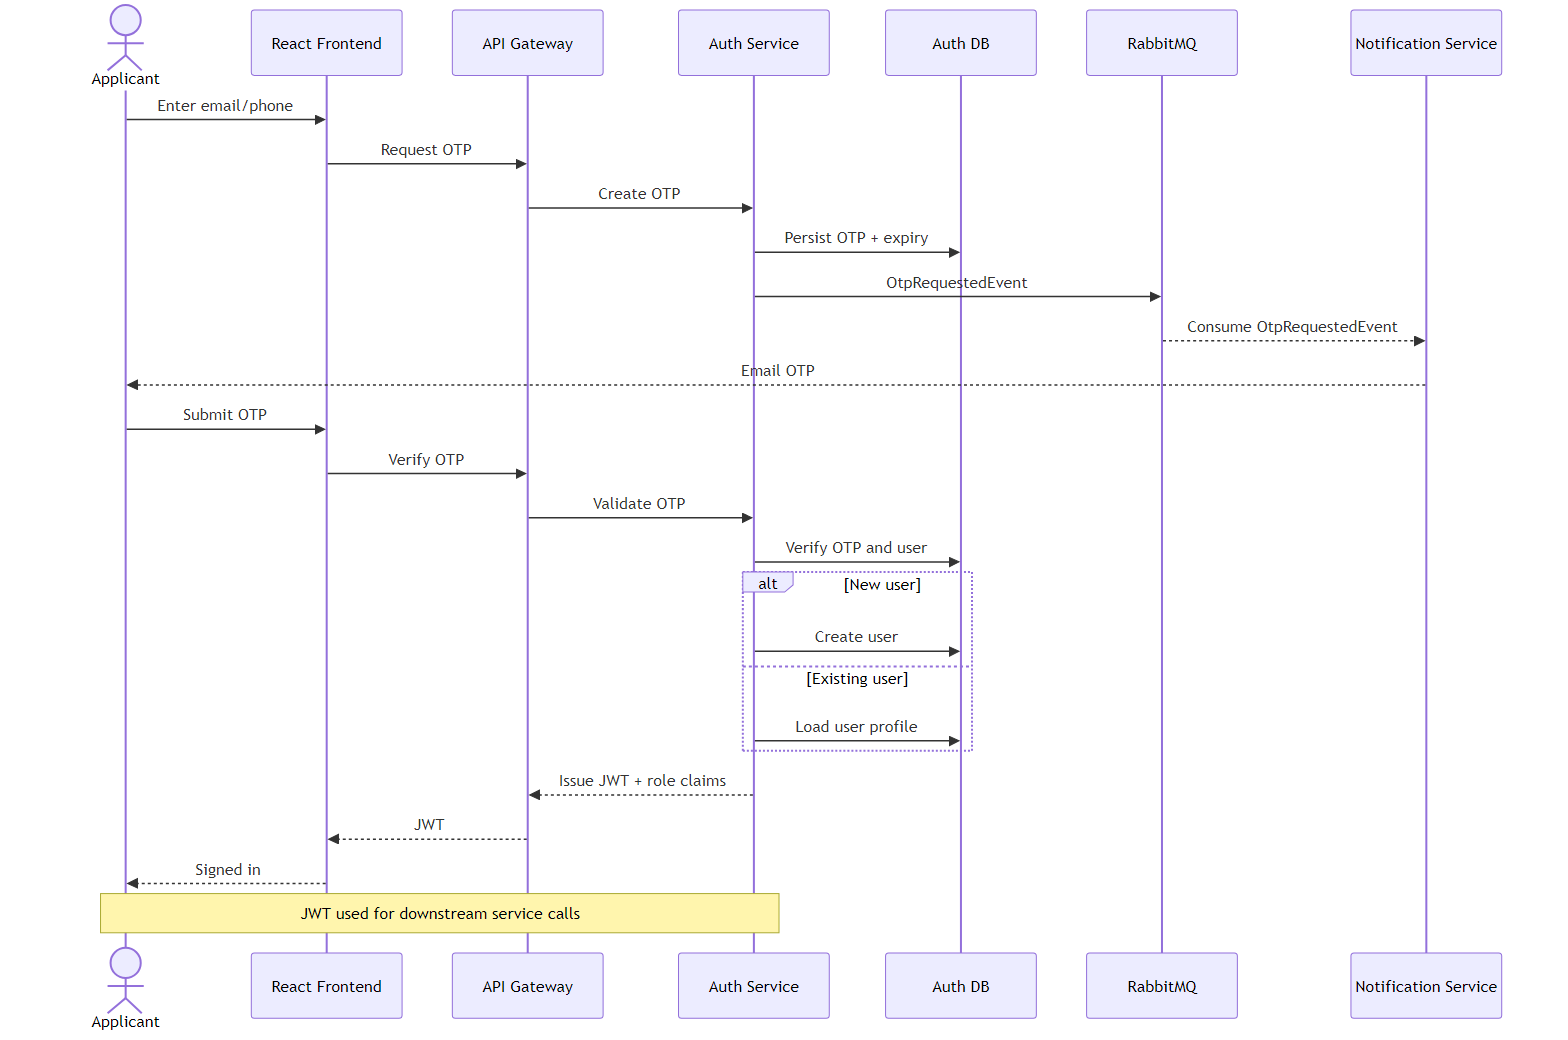 Applicant
React Frontend
API Gateway
Auth Service
Auth DB
RabbitMQ
Notification Service
Enter email/phone
Request OTP
Create OTP
Persist OTP + expiry
OtpRequestedEvent
Consume OtpRequestedEvent
Email OTP
Submit OTP
Verify OTP
Validate OTP
Verify OTP and user
alt
[New user]
Create user
[Existing user]
Load user profile
Issue JWT + role claims
JWT
Signed in
JWT used for downstream service calls
Applicant
React Frontend
API Gateway
Auth Service
Auth DB
RabbitMQ
Notification Service